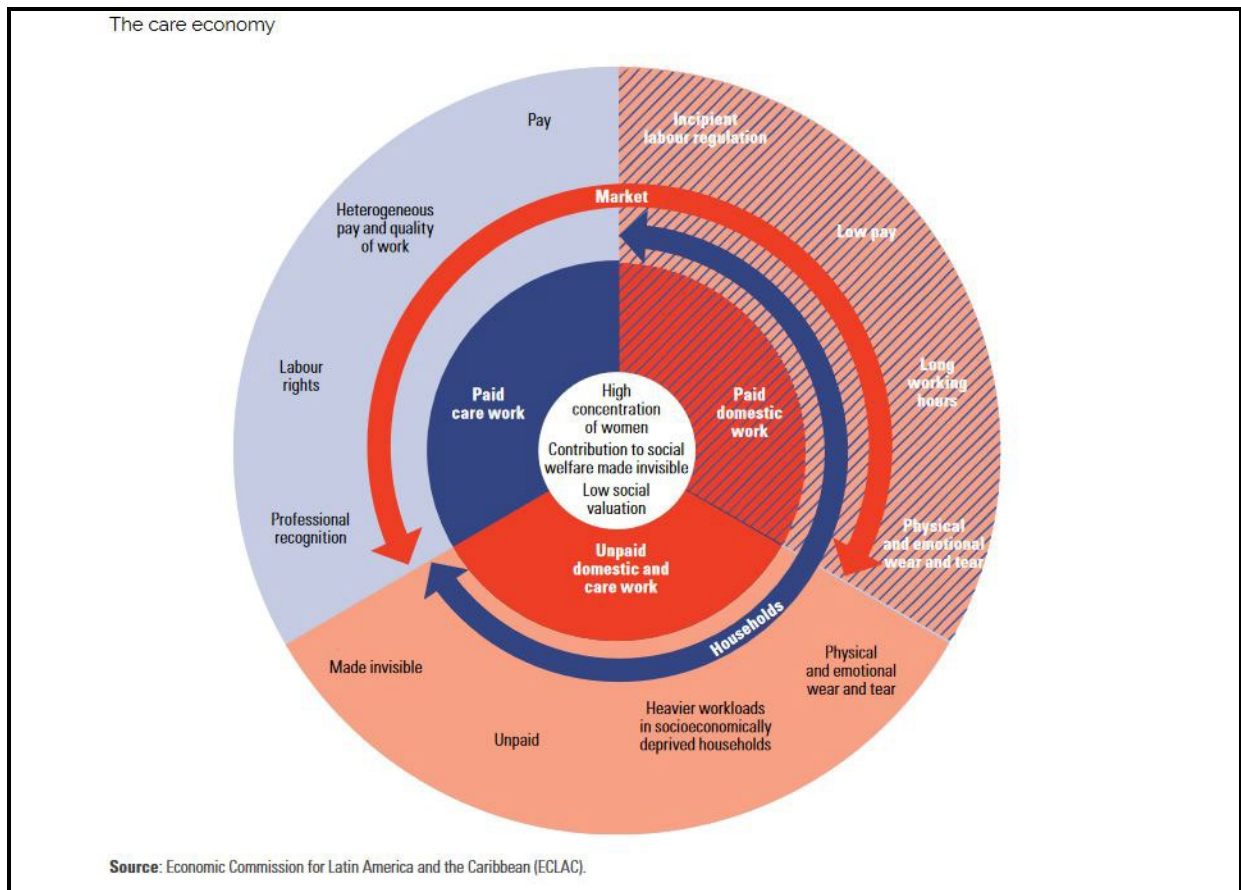 The care economy
Pay
Incipient
labour regulation
Market
Heterogeneous
pay and quality
of work
Low pay
Labour
rights
Long
working
hours
Paid
care work
High
concentration
of women
Contribution to social
welfare made invisible
Low social
valuation
Paid
domestic
work
Professional
recognition
Physical
and emotional
wear and tear
Unpaid
domestic and
care work
Households
Made invisible
Physical
and emotional
wear and tear
Unpaid
Heavier workloads
in socioeconomically
deprived households
Source: Economic Commission for Latin America and the Caribbean (ECLAC).